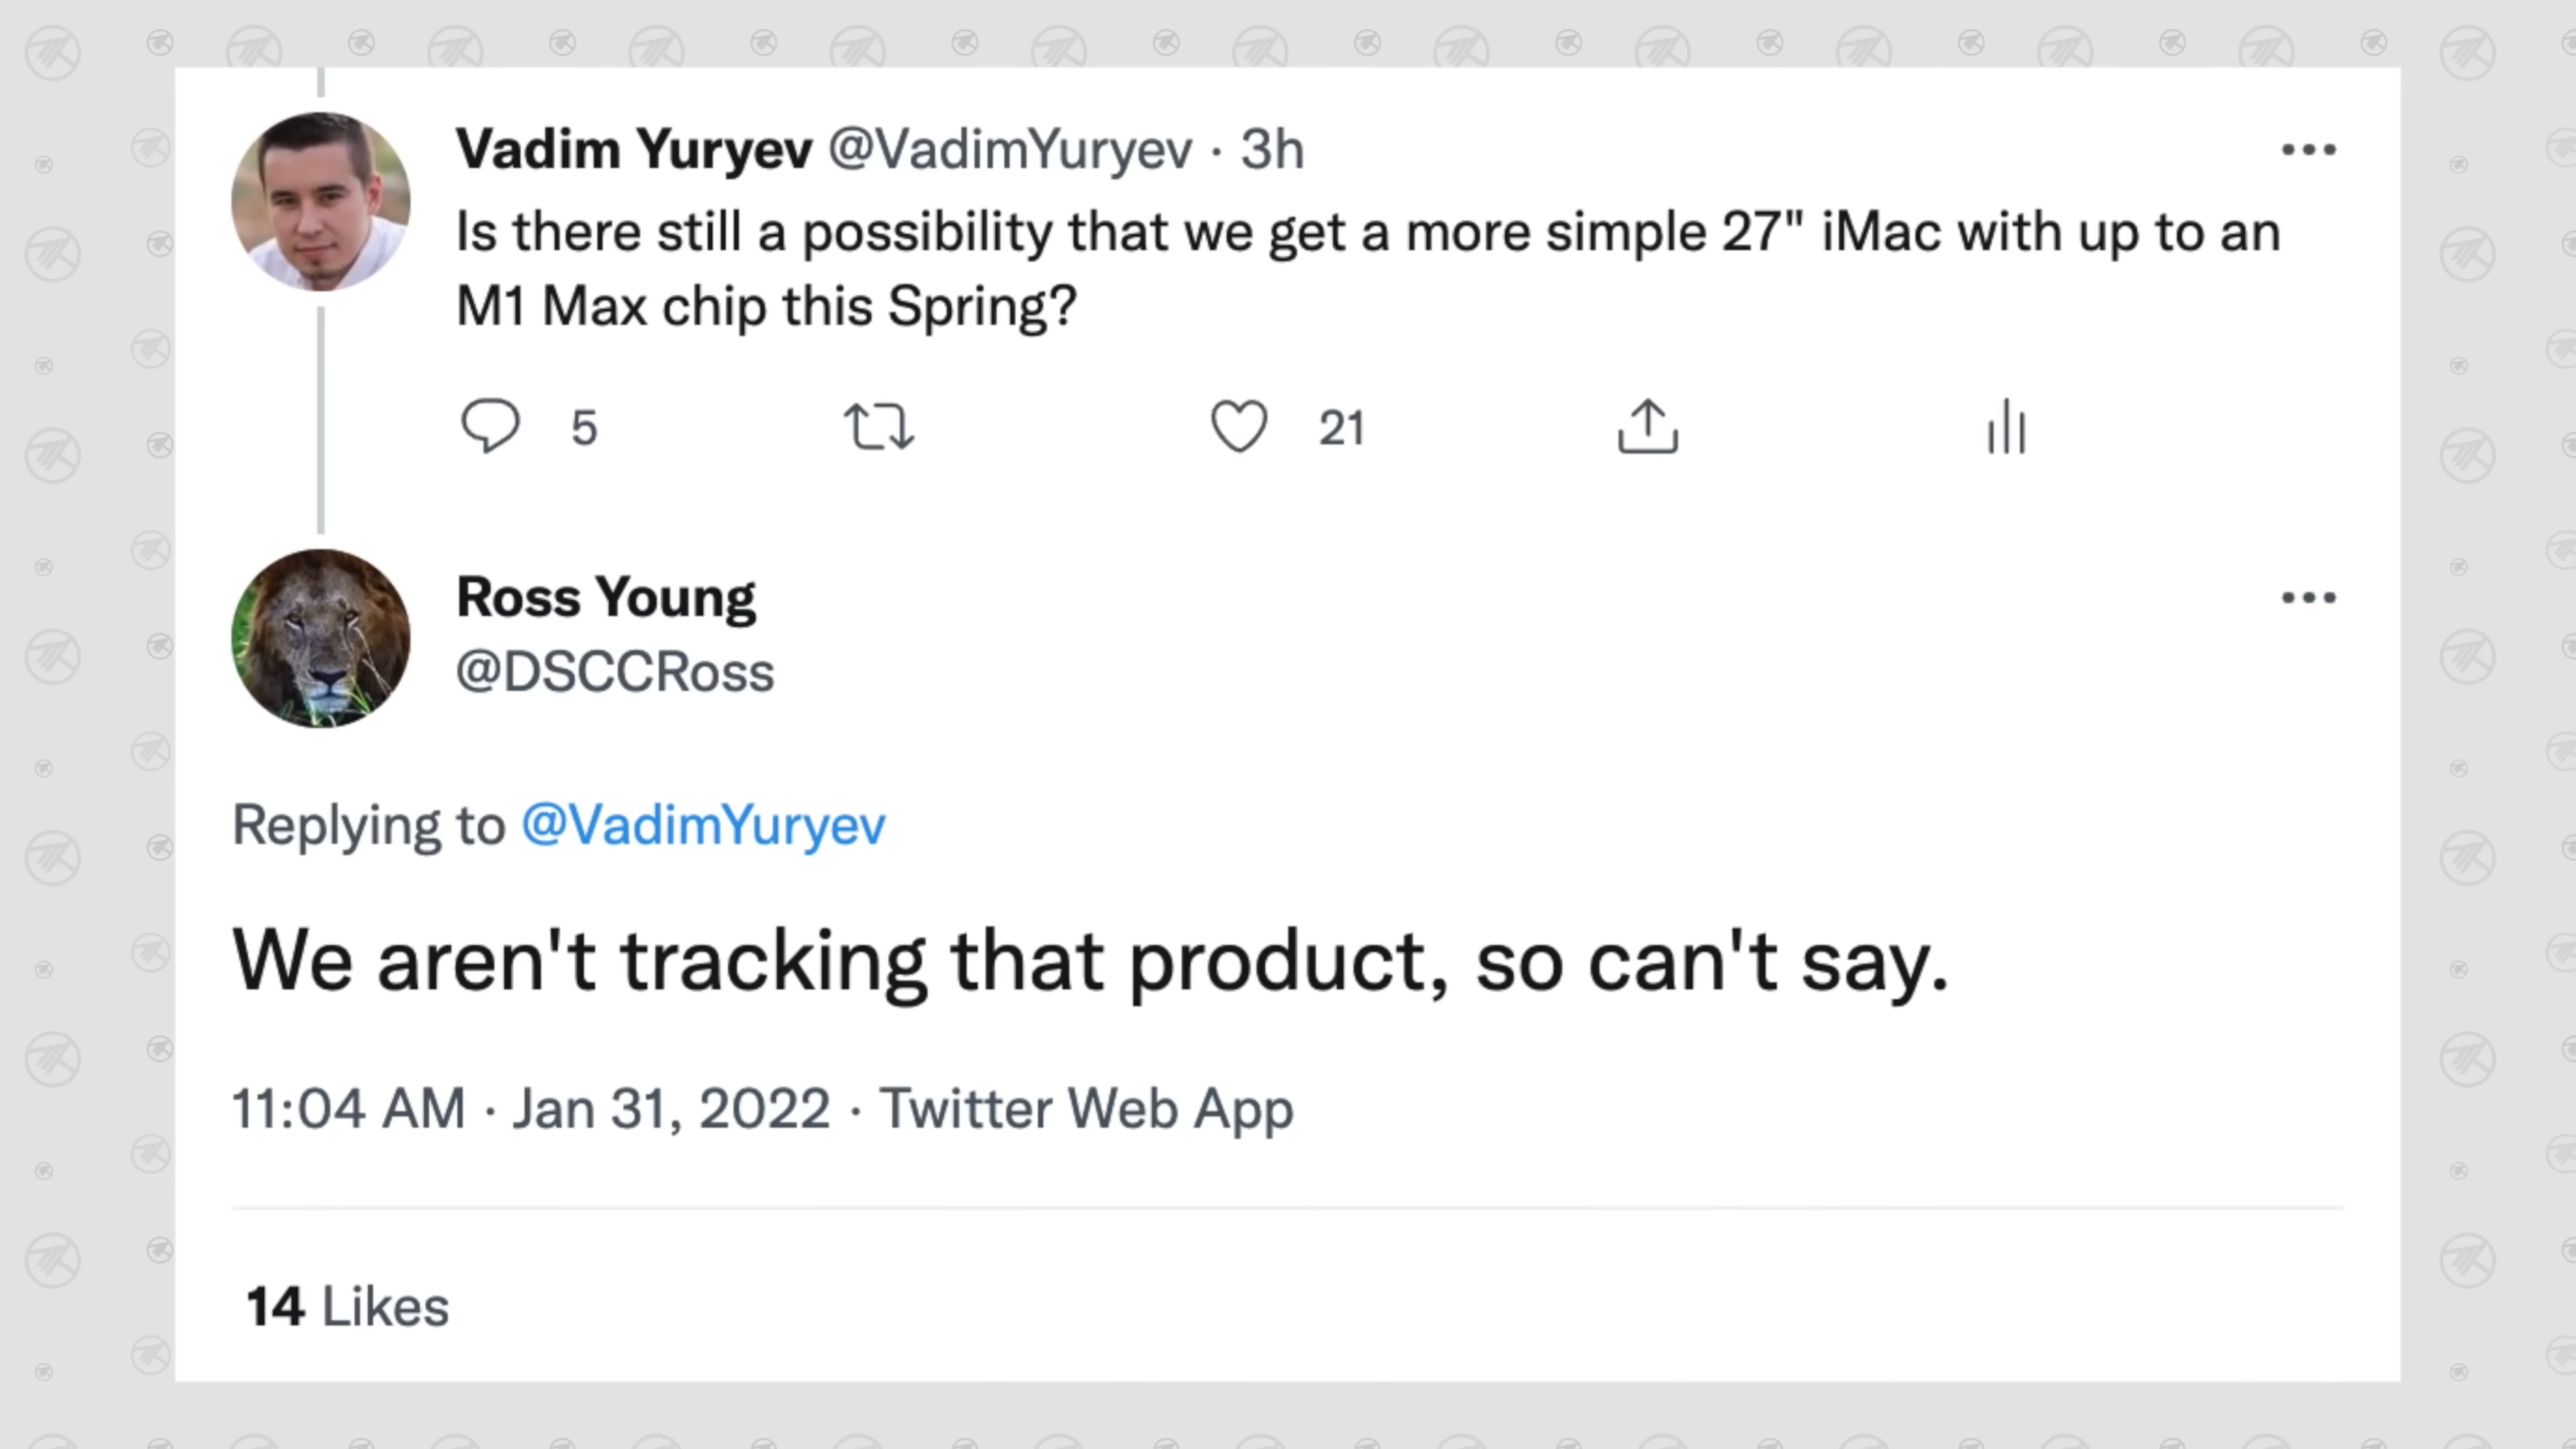 Vadim Yuryev @VadimYuryev · 3h
Is there still a possibility that we get a more simple 27" iMac with up to an
M1 Max chip this Spring?
5 21
Ross Young
@DSCCRoss
Replying to @VadimYuryev
We aren't tracking that product, so can't say.
11:04 AM · Jan 31, 2022 · Twitter Web App
14 Likes